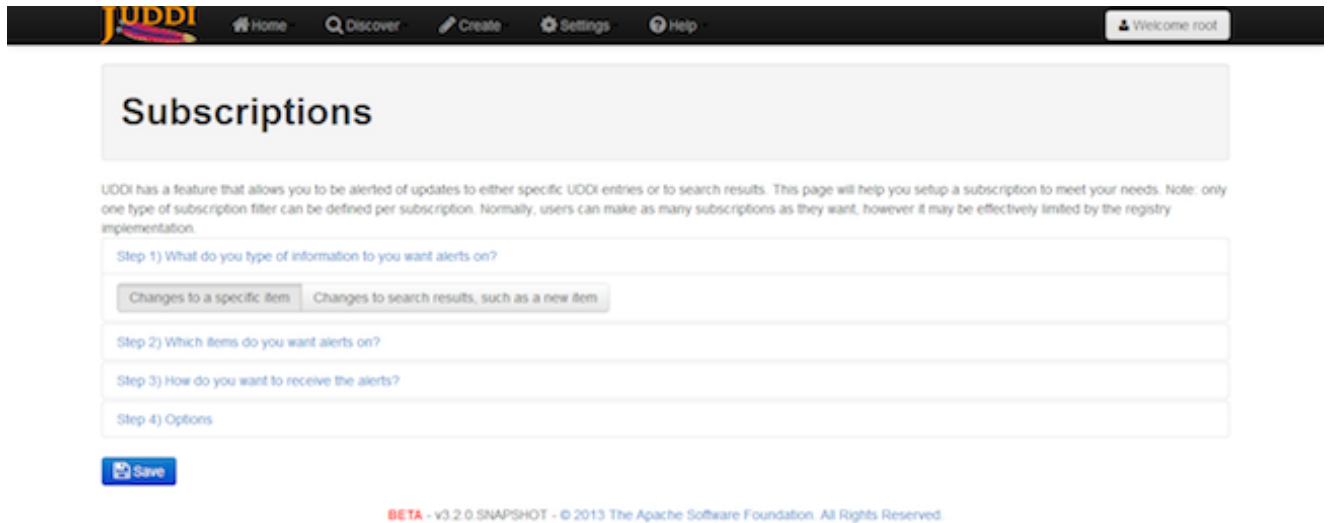 jUDDI Home Discover Create Settings Help Welcome root
Subscriptions
UDDI has a feature that allows you to be alerted of updates to either specific UDDI entries or to search results. This page will help you setup a subscription to meet your needs. Note: only
one type of subscription filter can be defined per subscription. Normally, users can make as many subscriptions as they want, however it may be effectively limited by the registry
implementation.
Step 1) What do you type of information to you want alerts on?
Changes to a specific item Changes to search results, such as a new item
Step 2) Which items do you want alerts on?
Step 3) How do you want to receive the alerts?
Step 4) Options
Save
BETA - v3.2.0.SNAPSHOT - © 2013 The Apache Software Foundation. All Rights Reserved.